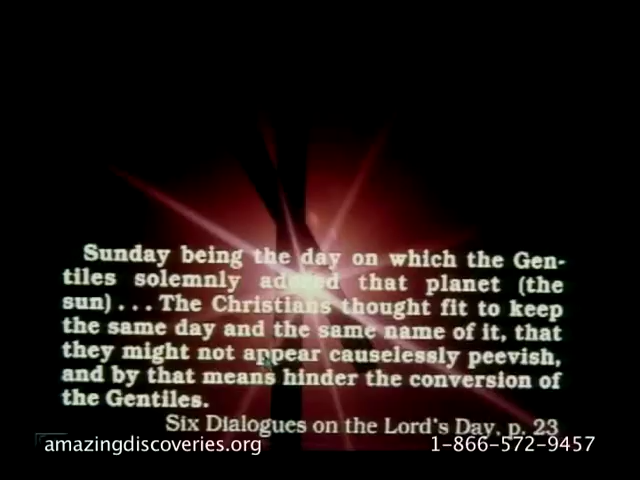 Sunday being the day on which the Gen-
tiles solemnly adored that planet (the
sun) . . . The Christians thought fit to keep
the same day and the same name of it, that
they might not appear causelessly peevish,
and by that means hinder the conversion of
the Gentiles.
Six Dialogues on the Lord's Day, p. 23
amazingdiscoveries.org 1-866-572-9457